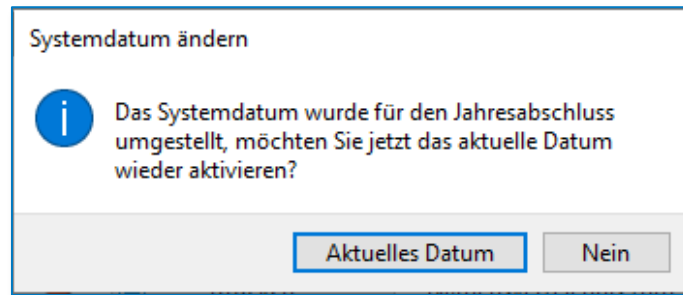 Systemdatum ändern
Das Systemdatum wurde für den Jahresabschluss
umgestellt, möchten Sie jetzt das aktuelle Datum
wieder aktivieren?
Aktuelles Datum
Nein